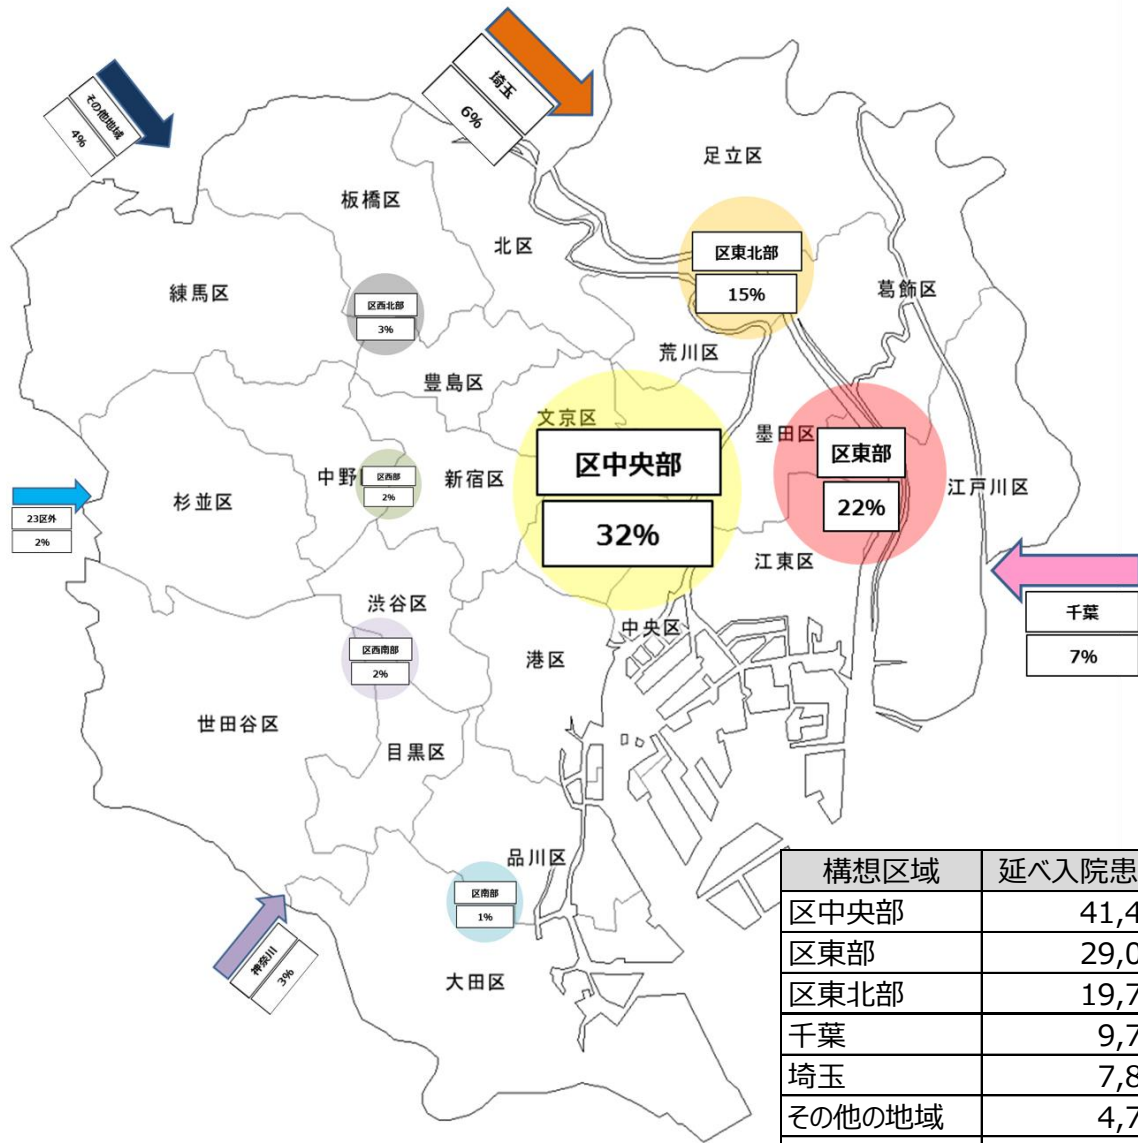 埼玉
6%
その他地域
4%
足立区
板橋区
北区
区東北部
15%
練馬区
葛飾区
区西北部
3%
荒川区
豊島区
文京区
墨田区
区中央部
32%
区東部
22%
中野
区西部
2%
新宿区
杉並区
江戸川区
23区外
2%
江東区
千葉
7%
渋谷区
中央区
区西南部
2%
港区
世田谷区
目黒区
品川区
区南部
1%
神奈川
3%
大田区
構想区域 延べ入院患
区中央部 41,4
区東部 29,0
区東北部 19,7
千葉 9,7
埼玉 7,8
その他の地域 4,7